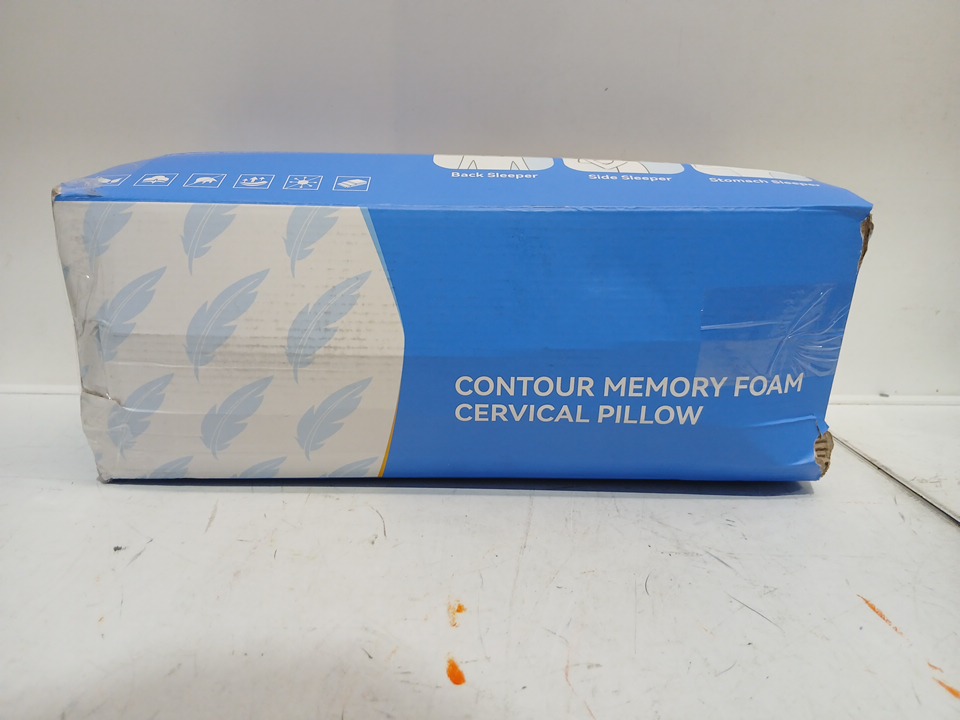 Back Sleeper
Side Sleeper
Stomach Sleeper
CONTOUR MEMORY FOAM
CERVICAL PILLOW